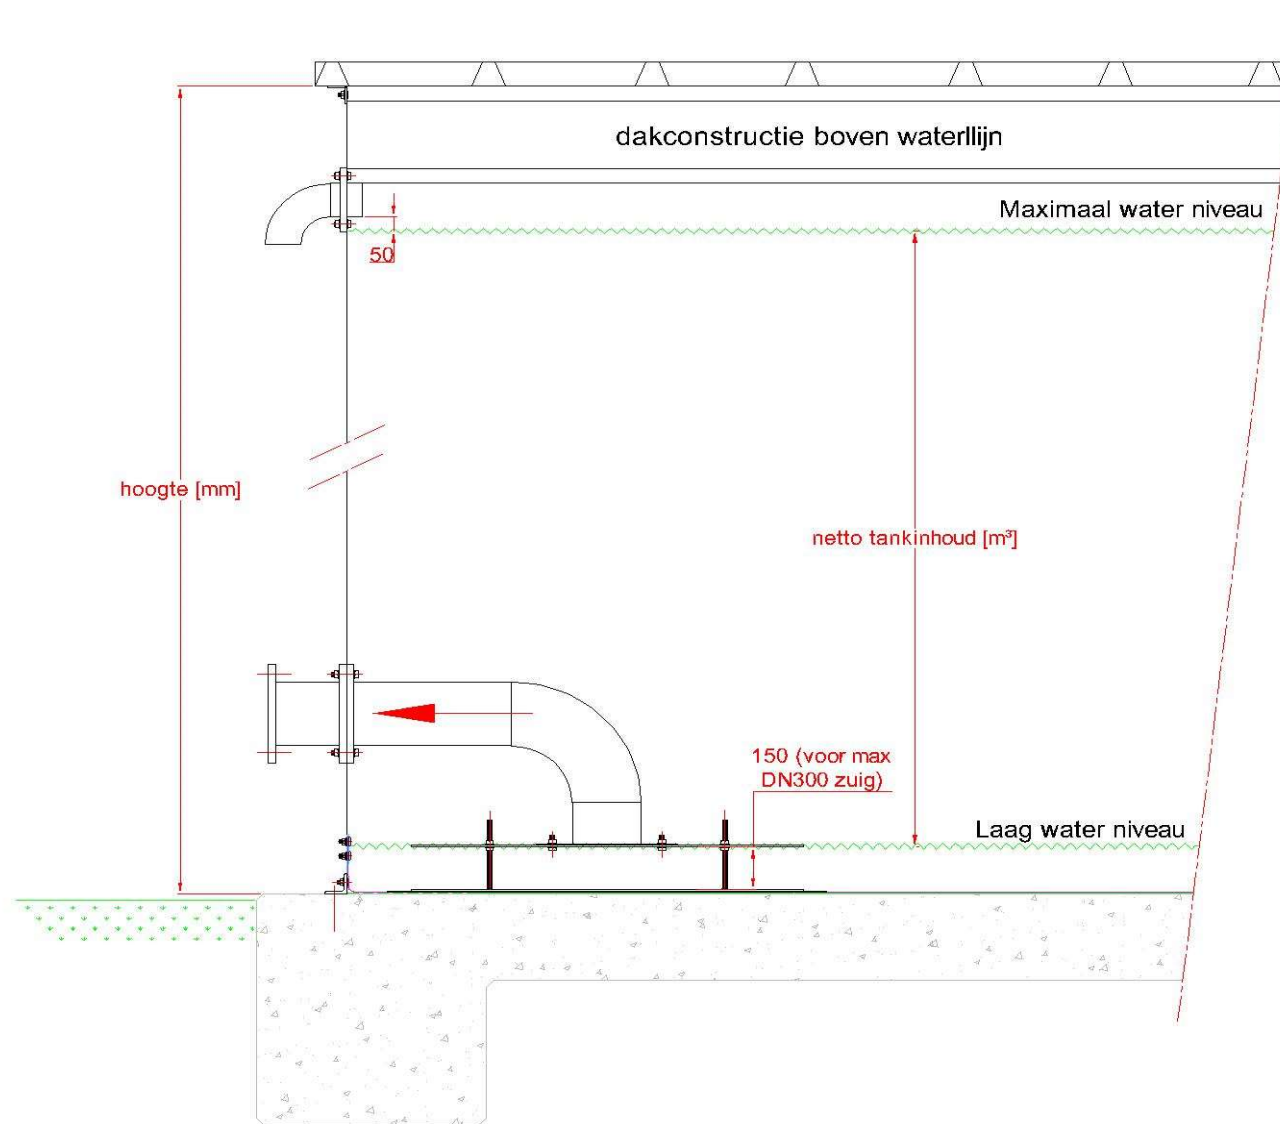 dakconstructie boven waterllijn
Maximaal water niveau
50
hoogte [mm]
netto tankinhoud [m³]
150 (voor max
DN300 zuig)
Laag water niveau